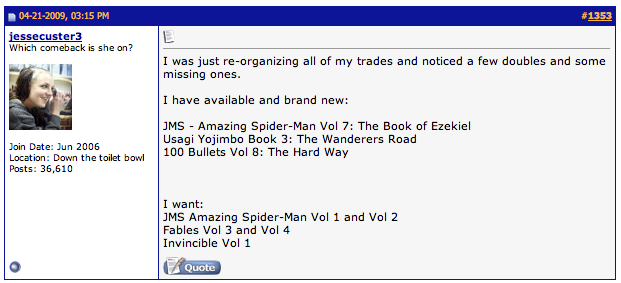 04-21-2009, 03:15 PM
#1353
jessecuster3
Which comeback is she on?
Join Date: Jun 2006
Location: Down the toilet bowl
Posts: 36,610
I was just re-organizing all of my trades and noticed a few doubles and some
missing ones.
I have available and brand new:
JMS - Amazing Spider-Man Vol 7: The Book of Ezekiel
Usagi Yojimbo Book 3: The Wanderers Road
100 Bullets Vol 8: The Hard Way
I want:
JMS Amazing Spider-Man Vol 1 and Vol 2
Fables Vol 3 and Vol 4
Invincible Vol 1
Quote